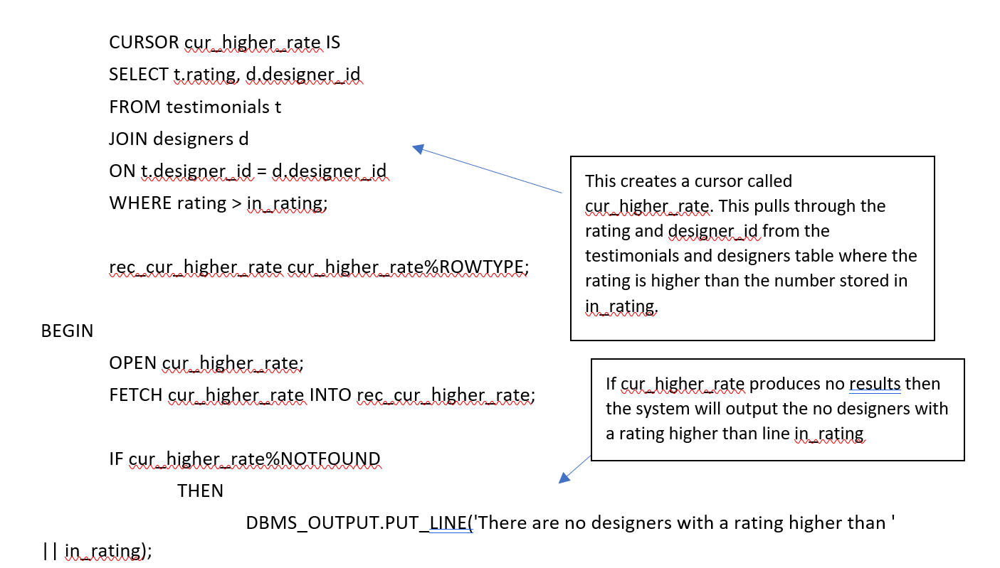 CURSOR cur_higher_rate IS
SELECT t.rating, d.designer_id
FROM testimonials t
JOIN designers d
ON t.designer_id = d.designer_id
WHERE rating > in_rating;
rec_cur_higher_rate cur_higher_rate%ROWTYPE;
This creates a cursor called
cur_higher_rate. This pulls through the
rating and designer_id from the
testimonials and designers table where the
rating is higher than the number stored in
in_rating.
BEGIN
OPEN cur_higher_rate;
FETCH cur_higher_rate INTO rec_cur_higher_rate;
If cur_higher_rate produces no results then
the system will output the no designers with
a rating higher than line in_rating
IF cur_higher_rate%NOTFOUND
THEN
DBMS_OUTPUT.PUT_LINE('There are no designers with a rating higher than '
|| in_rating);